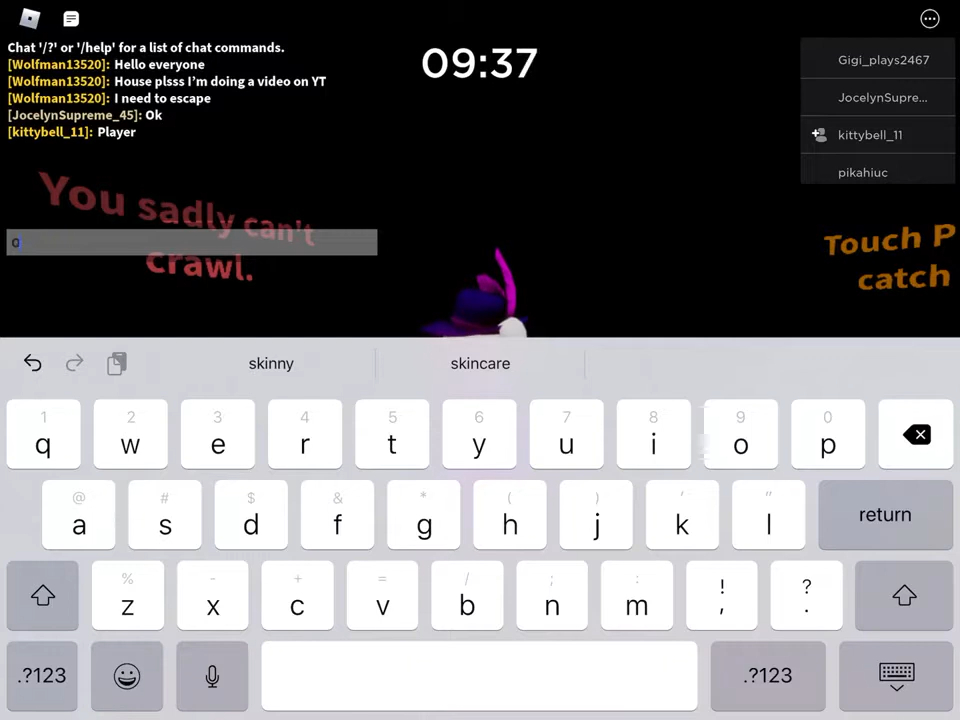 Chat '/?' or '/help' for a list of chat commands.
[Wolfman13520]: Hello everyone
[Wolfman13520]: House plsss I'm doing a video on YT
[Wolfman13520]: I need to escape
[JocelynSupreme_45]: Ok
[kittybell_11]: Player
09:37
Gigi_plays2467
JocelynSupre...
kittybell_11
pikahiuc
You sadly can't
crawl.
Touch P
catch
skinny
skincare
1 2 3 4 5 6 7 8 9 0
q w e r t y u i o p
@ # $ & * ( ) ' "
a s d f g h j k l return
% - + = / ; : ! ?
z x c v b n m , .
.?123 .?123